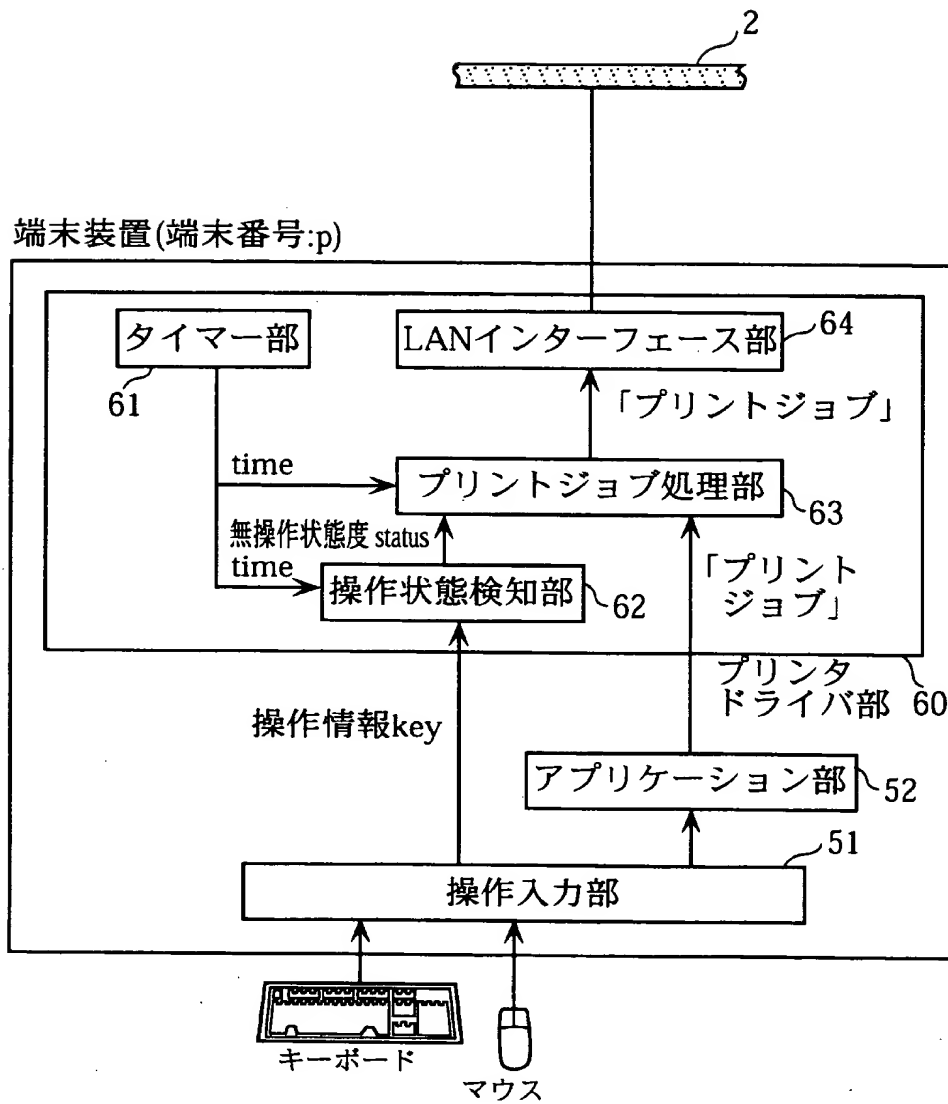 2
端末装置(端末番号:p)
タイマー部
61
LANインターフェース部
64
「プリントジョブ」
time
プリントジョブ処理部
63
無操作状態度 status
time
操作状態検知部
62
「プリント
ジョブ」
プリンタ
ドライバ部 60
操作情報key
アプリケーション部
52
51
操作入力部
キーボード
マウス